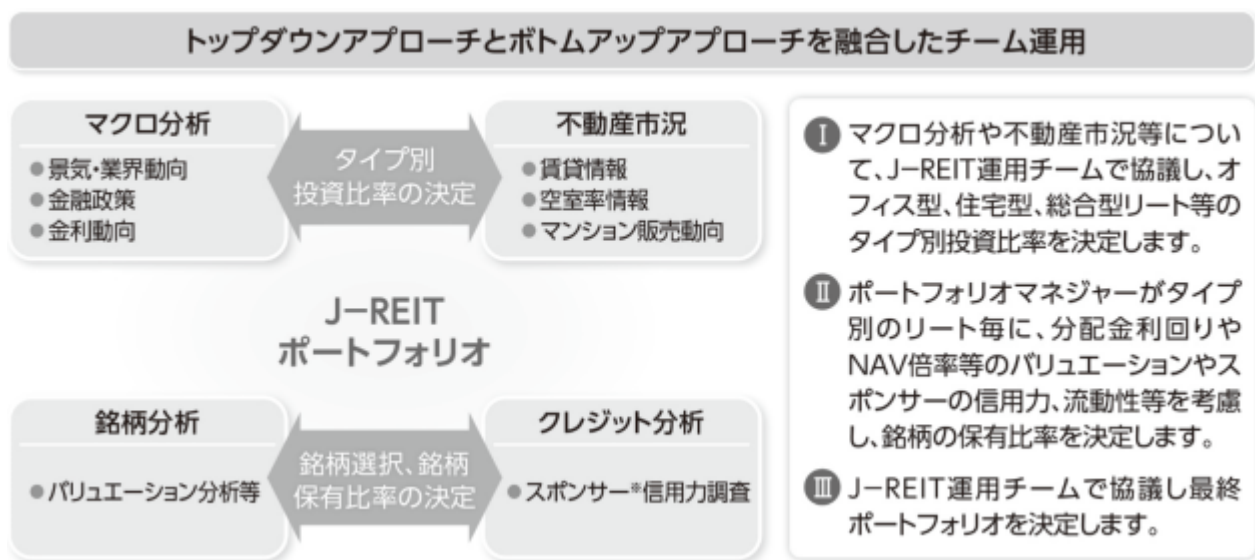 トップダウンアプローチとボトムアップアプローチを融合したチーム運用
マクロ分析
●景気・業界動向
●金融政策
●金利動向
タイプ別
投資比率の決定
不動産市況
●賃貸情報
●空室率情報
●マンション販売動向
J−REIT
ポートフォリオ
銘柄分析
●バリュエーション分析等
銘柄選択、銘柄
保有比率の決定
クレジット分析
●スポンサー※信用力調査
Ⅰ マクロ分析や不動産市況等につい
て、J−REIT運用チームで協議し、オ
フィス型、住宅型、総合型リート等の
タイプ別投資比率を決定します。
Ⅱ ポートフォリオマネジャーがタイプ
別のリート毎に、分配金利回りや
NAV倍率等のバリュエーションやス
ポンサーの信用力、流動性等を考慮
し、銘柄の保有比率を決定します。
Ⅲ J−REIT運用チームで協議し最終
ポートフォリオを決定します。